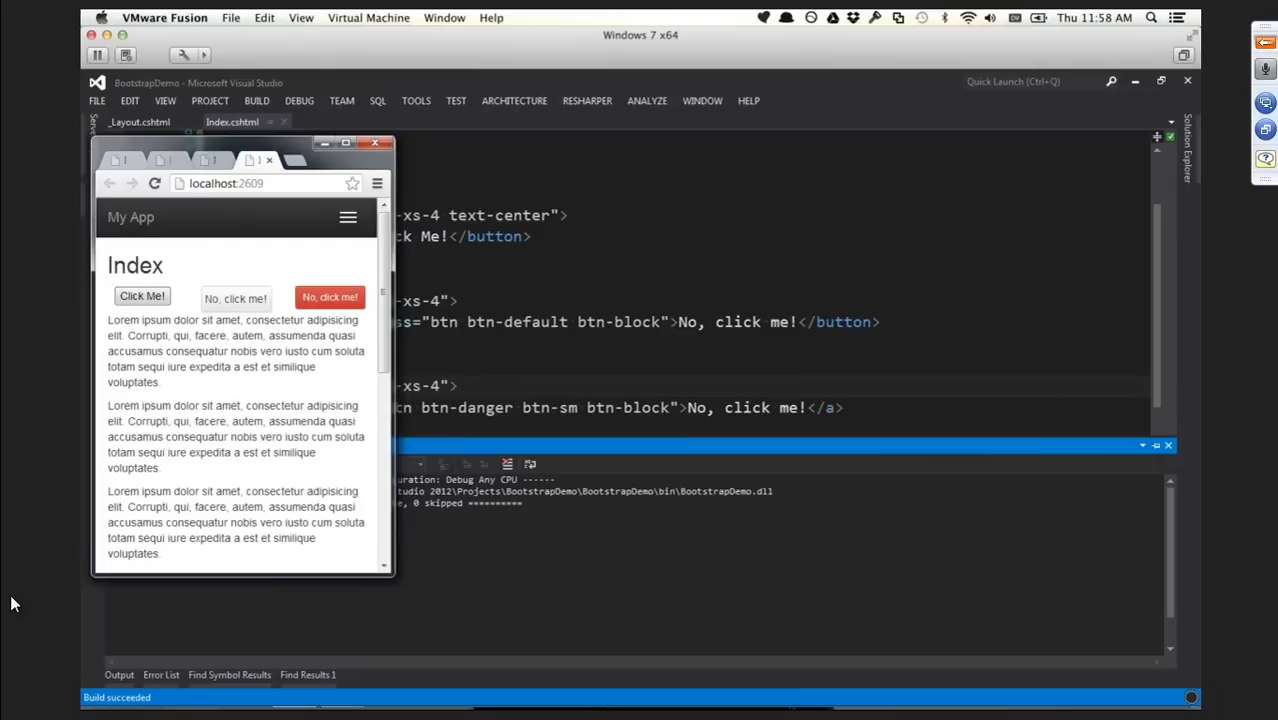 VMware Fusion File Edit View Virtual Machine Window Help Thu 11:58 AM
Windows 7 x64
BootstrapDemo - Microsoft Visual Studio
Quick Launch (Ctrl+Q)
FILE EDIT VIEW PROJECT BUILD DEBUG TEAM SQL TOOLS TEST ARCHITECTURE RESHARPER ANALYZE WINDOW HELP
_Layout.cshtml Index.cshtml
Solution Explorer
localhost:2609
My App
Index
Click Me! No, click me! No, click me!
Lorem ipsum dolor sit amet, consectetur adipisicing
elit. Corrupti, qui, facere, autem, assumenda quasi
accusamus consequatur nobis vero iusto cum soluta
totam sequi iure expedita a est et similique
voluptates.
Lorem ipsum dolor sit amet, consectetur adipisicing
elit. Corrupti, qui, facere, autem, assumenda quasi
accusamus consequatur nobis vero iusto cum soluta
totam sequi iure expedita a est et similique
voluptates.
Lorem ipsum dolor sit amet, consectetur adipisicing
elit. Corrupti, qui, facere, autem, assumenda quasi
accusamus consequatur nobis vero iusto cum soluta
totam sequi iure expedita a est et similique
voluptates.
-xs-4 text-center">
ck Me!</button>
-xs-4">
ss="btn btn-default btn-block">No, click me!</button>
-xs-4">
tn btn-danger btn-sm btn-block">No, click me!</a>
uration: Debug Any CPU ------
tudio 2012\Projects\BootstrapDemo\BootstrapDemo\bin\BootstrapDemo.dll
e, 0 skipped ==========
Output Error List Find Symbol Results Find Results 1
Build succeeded